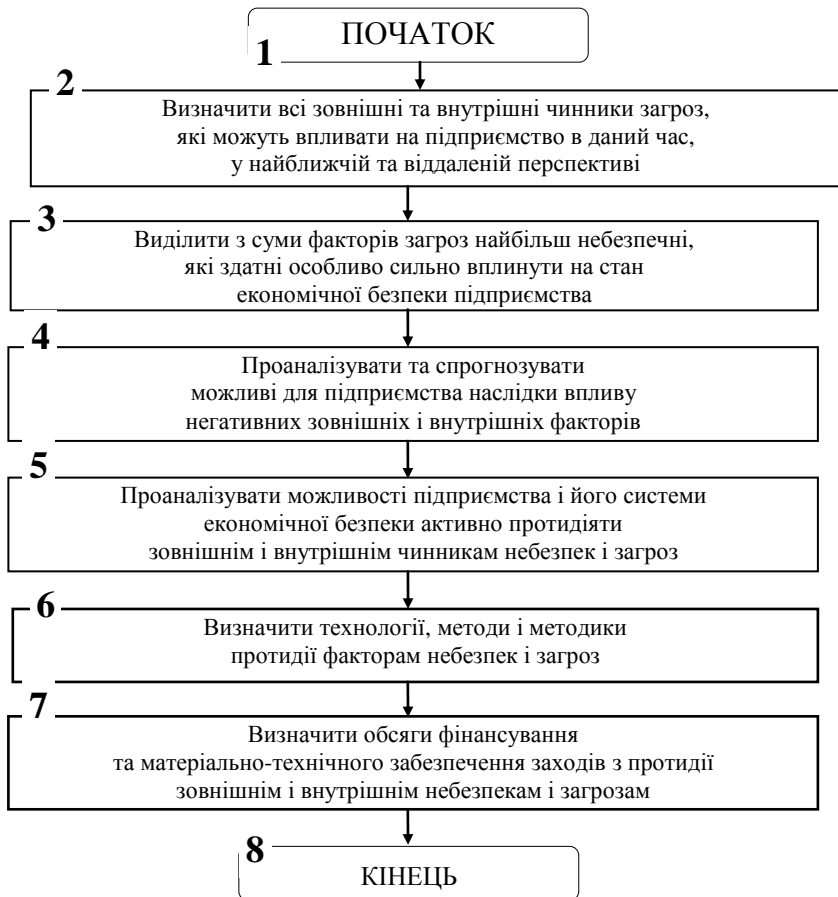 1
ПОЧАТОК
2
Визначити всі зовнішні та внутрішні чинники загроз,
які можуть впливати на підприємство в даний час,
у найближчій та віддаленій перспективі
3
Виділити з суми факторів загроз найбільш небезпечні,
які здатні особливо сильно вплинути на стан
економічної безпеки підприємства
4
Проаналізувати та спрогнозувати
можливі для підприємства наслідки впливу
негативних зовнішніх і внутрішніх факторів
5
Проаналізувати можливості підприємства і його системи
економічної безпеки активно протидіяти
зовнішнім і внутрішнім чинникам небезпек і загроз
6
Визначити технології, методи і методики
протидії факторам небезпек і загроз
7
Визначити обсяги фінансування
та матеріально-технічного забезпечення заходів з протидії
зовнішнім і внутрішнім небезпекам і загрозам
8
КІНЕЦЬ